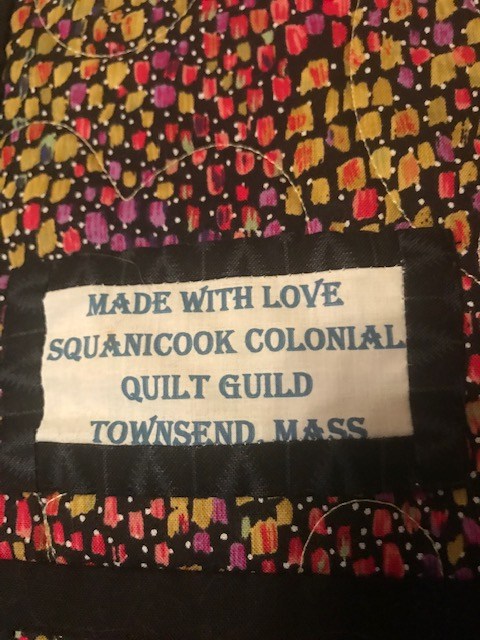 MADE WITH LOVE
SQUANICOOK COLONIAL
QUILT GUILD
TOWNSEND, MASS